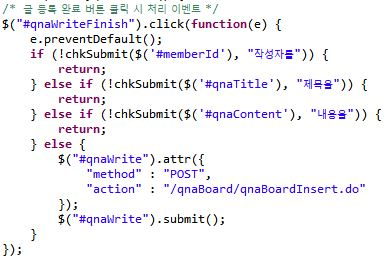 /* 글 등록 완료 버튼 클릭 시 처리 이벤트 */
$("#qnaWriteFinish").click(function(e) {
    e.preventDefault();
    if (!chkSubmit($('#memberId'), "작성자를")) {
        return;
    } else if (!chkSubmit($('#qnaTitle'), "제목을")) {
        return;
    } else if (!chkSubmit($('#qnaContent'), "내용을")) {
        return;
    } else {
        $("#qnaWrite").attr({
            "method" : "POST",
            "action" : "/qnaBoard/qnaBoardInsert.do"
        });
        $("#qnaWrite").submit();
    }
});